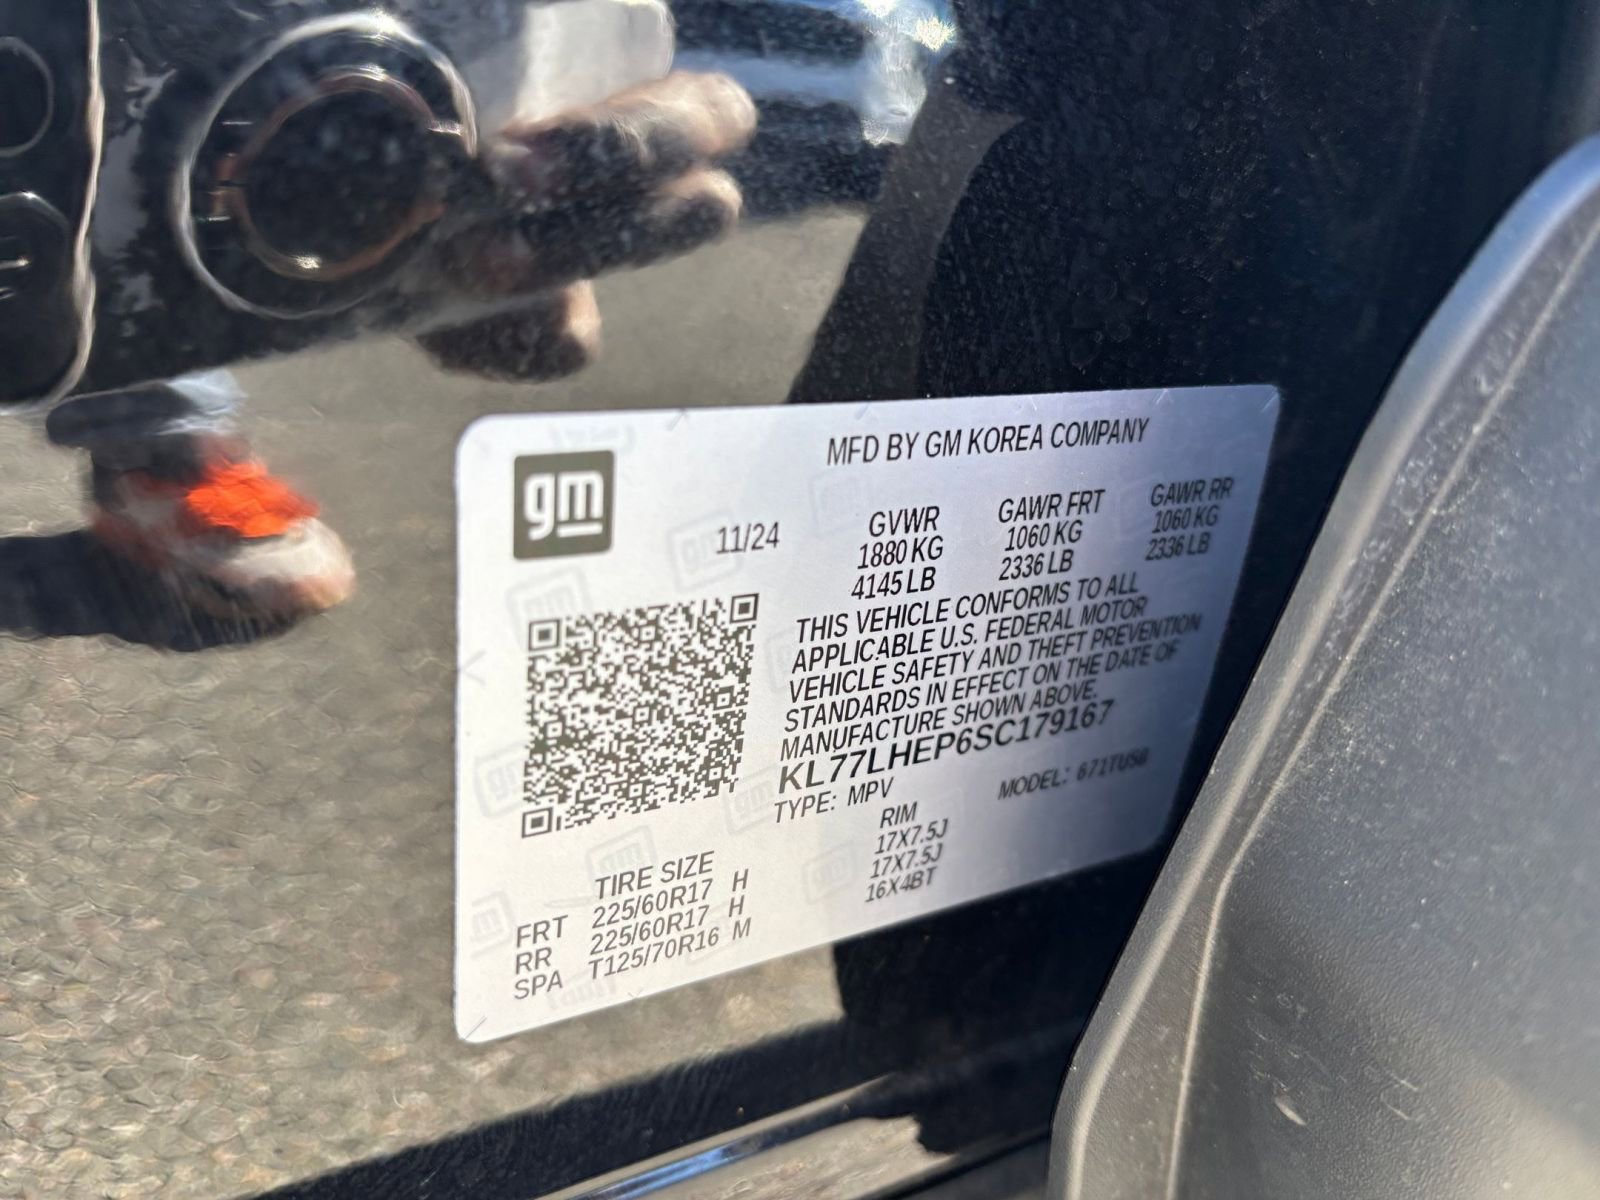 gm
MFD BY GM KOREA COMPANY
11/24
GVWR GAWR FRT GAWR RR
1880 KG 1060 KG 1060 KG
4145 LB 2336 LB 2336 LB
THIS VEHICLE CONFORMS TO ALL
APPLICABLE U.S. FEDERAL MOTOR
VEHICLE SAFETY AND THEFT PREVENTION
STANDARDS IN EFFECT ON THE DATE OF
MANUFACTURE SHOWN ABOVE.
KL77LHEP6SC179167
TYPE: MPV MODEL:
TIRE SIZE RIM
FRT 225/60R17 H 17X7.5J
RR 225/60R17 H 17X7.5J
SPA T125/70R16 M 16X4BT